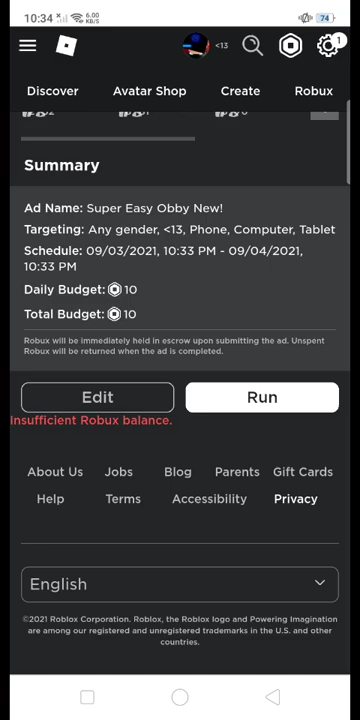 10:34 6.00 KB/s 74
<13 1
Discover Avatar Shop Create Robux
Summary
Ad Name: Super Easy Obby New!
Targeting: Any gender, <13, Phone, Computer, Tablet
Schedule: 09/03/2021, 10:33 PM - 09/04/2021,
10:33 PM
Daily Budget: 10
Total Budget: 10
Robux will be immediately held in escrow upon submitting the ad. Unspent
Robux will be returned when the ad is completed.
Edit Run
Insufficient Robux balance.
About Us Jobs Blog Parents Gift Cards
Help Terms Accessibility Privacy
English
©2021 Roblox Corporation. Roblox, the Roblox logo and Powering Imagination
are among our registered and unregistered trademarks in the U.S. and other
countries.